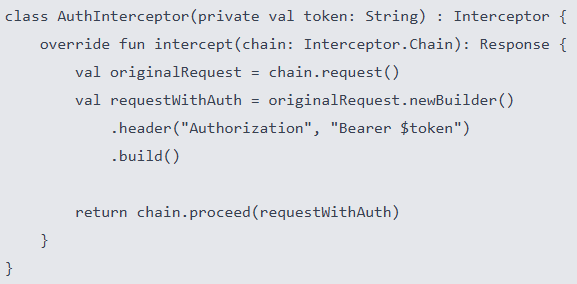 class AuthInterceptor(private val token: String) : Interceptor {
    override fun intercept(chain: Interceptor.Chain): Response {
        val originalRequest = chain.request()
        val requestWithAuth = originalRequest.newBuilder()
            .header("Authorization", "Bearer $token")
            .build()

        return chain.proceed(requestWithAuth)
    }
}